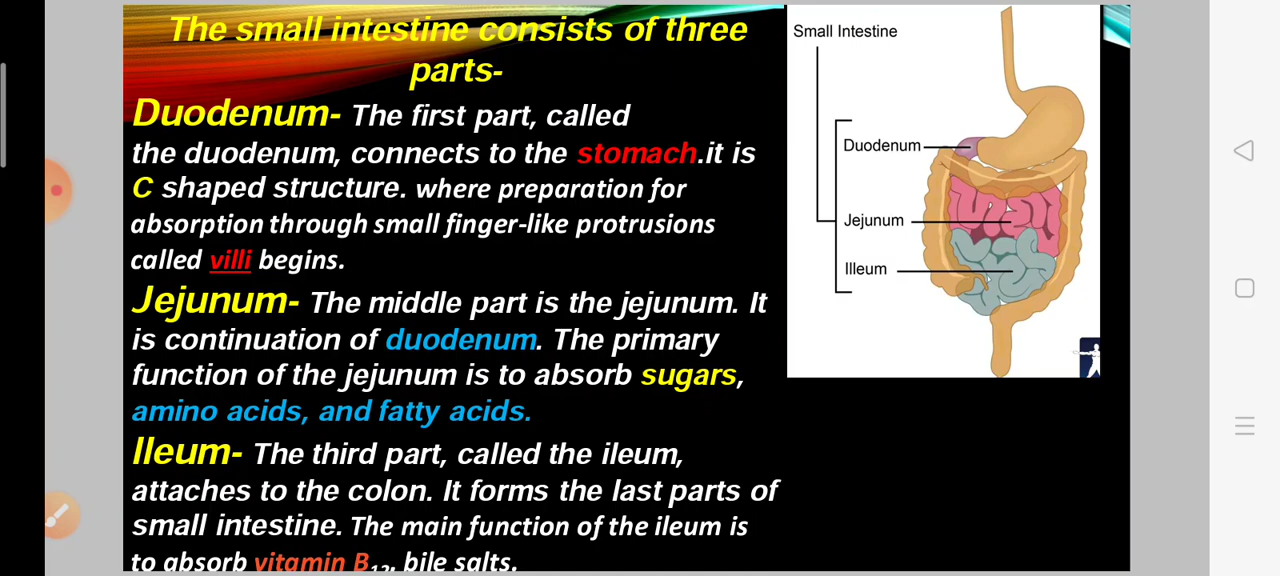 The small intestine consists of three
parts-
Duodenum- The first part, called
the duodenum, connects to the stomach.it is
C shaped structure. where preparation for
absorption through small finger-like protrusions
called villi begins.
Jejunum- The middle part is the jejunum. It
is continuation of duodenum. The primary
function of the jejunum is to absorb sugars,
amino acids, and fatty acids.
Ileum- The third part, called the ileum,
attaches to the colon. It forms the last parts of
small intestine. The main function of the ileum is
to absorb vitamin B12, bile salts.
Small Intestine
Duodenum
Jejunum
Illeum